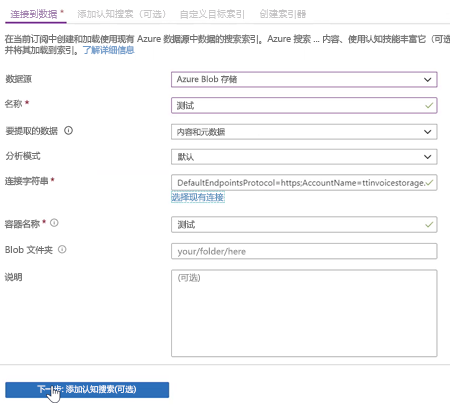 连接到数据 * 添加认知搜索（可选） 自定义目标索引 创建索引器
在当前订阅中创建和加载使用现有 Azure 数据源中数据的搜索索引。Azure 搜索 ... 内容、使用认知技能丰富它（可选
并将其加载到索引。了解详细信息
数据源 Azure Blob 存储
名称 * 测试
要提取的数据 内容和元数据
分析模式 默认
连接字符串 * DefaultEndpointsProtocol=https;AccountName=ttinvoicestorage.
选择现有连接
容器名称 * 测试
Blob 文件夹 your/folder/here
说明 (可选)
下一步: 添加认知搜索(可选)